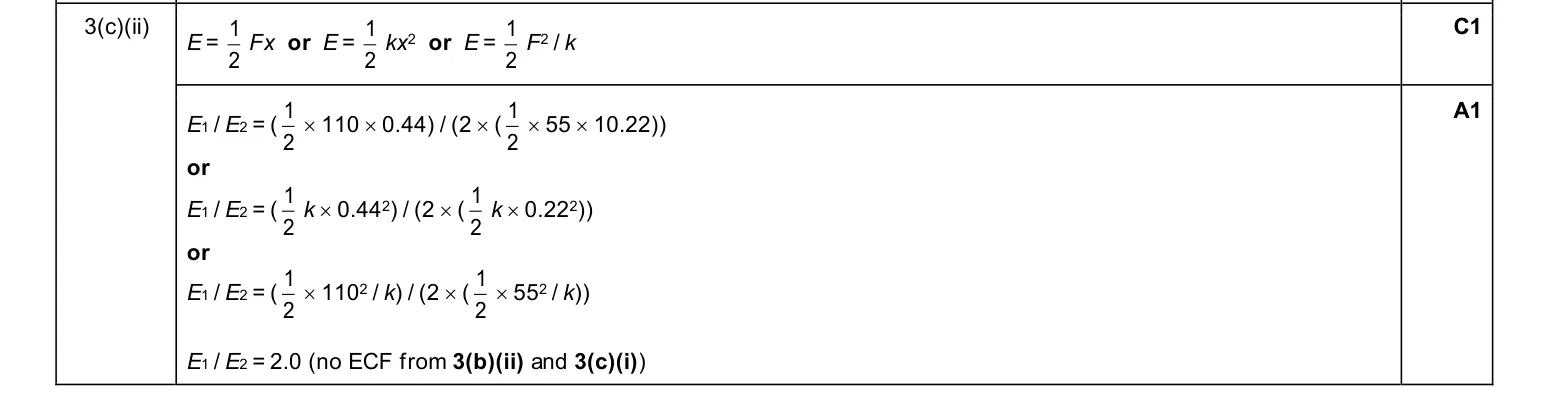 3(c)(ii)
E = 1/2 Fx or E = 1/2 kx² or E = 1/2 F² / k
C1
E1 / E2 = ( 1/2 × 110 × 0.44) / (2 × ( 1/2 × 55 × 10.22))
A1
or
E1 / E2 = ( 1/2 k × 0.44²) / (2 × ( 1/2 k × 0.22²))
or
E1 / E2 = ( 1/2 × 110² / k) / (2 × ( 1/2 × 55² / k))
E1 / E2 = 2.0 (no ECF from 3(b)(ii) and 3(c)(i))